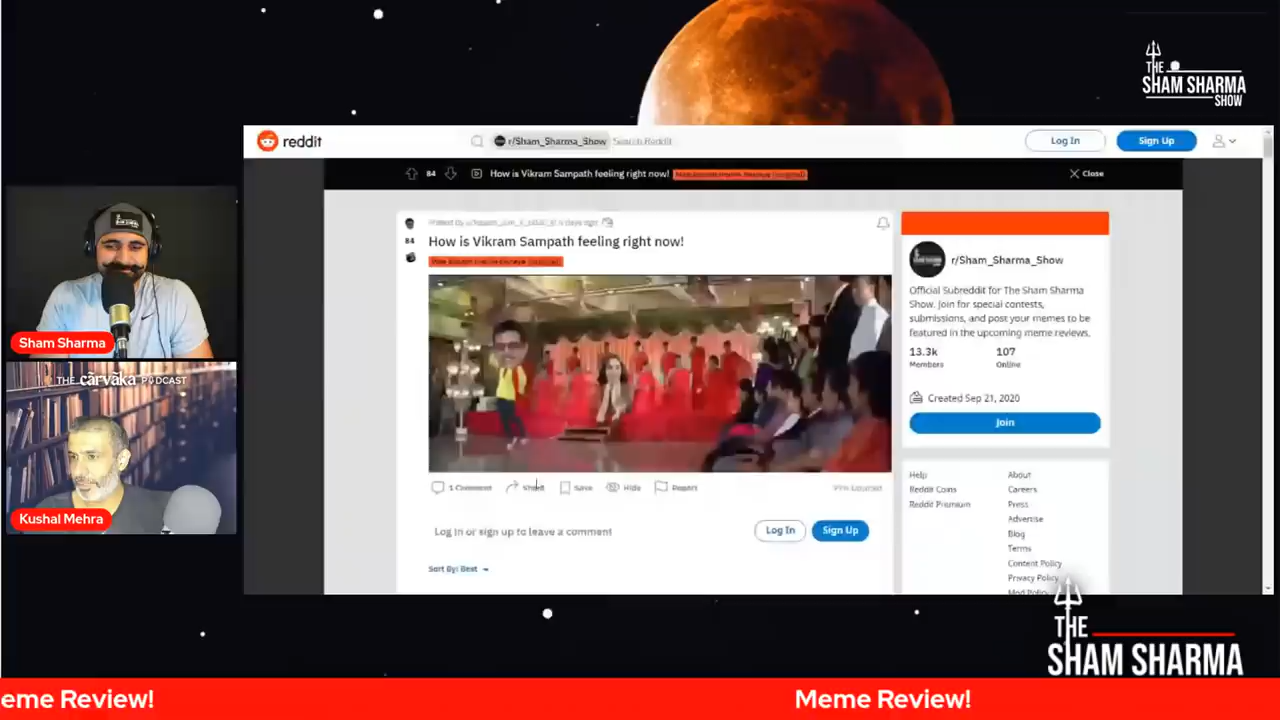 THE
SHAM SHARMA
SHOW
reddit
r/Sham_Sharma_Show
Search Reddit
Log In
Sign Up
84
How is Vikram Sampath feeling right now!
Close
84
How is Vikram Sampath feeling right now!
r/Sham_Sharma_Show
Official Subreddit for The Sham Sharma
Show. Join for special contests,
submissions, and post your memes to be
featured in the upcoming meme reviews.
13.3k
Members
107
Online
Created Sep 21, 2020
Join
Sham Sharma
THE cārvāka PODCAST
Kushal Mehra
1 Comment
Share
Save
Hide
Report
Log in or sign up to leave a comment
Log In
Sign Up
Sort By: Best
Help
Reddit Coins
Reddit Premium
About
Careers
Press
Advertise
Blog
Terms
Content Policy
Privacy Policy
Mod Policy
THE
SHAM SHARMA
eme Review!
Meme Review!